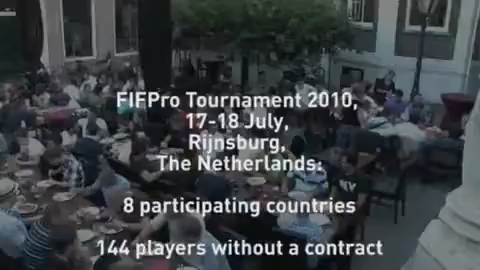 FIFPro Tournament 2010,
17-18 July,
Rijnsburg,
The Netherlands:
8 participating countries
144 players without a contract